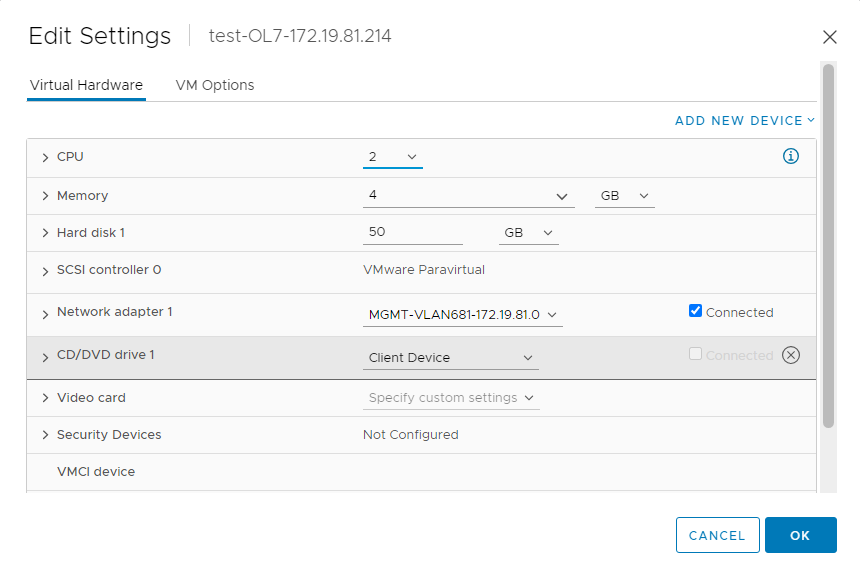 Edit Settings test-OL7-172.19.81.214
Virtual Hardware VM Options
ADD NEW DEVICE
CPU 2
Memory 4 GB
Hard disk 1 50 GB
SCSI controller 0 VMware Paravirtual
Network adapter 1 MGMT-VLAN681-172.19.81.0 Connected
CD/DVD drive 1 Client Device Connected
Video card Specify custom settings
Security Devices Not Configured
VMCI device
CANCEL OK